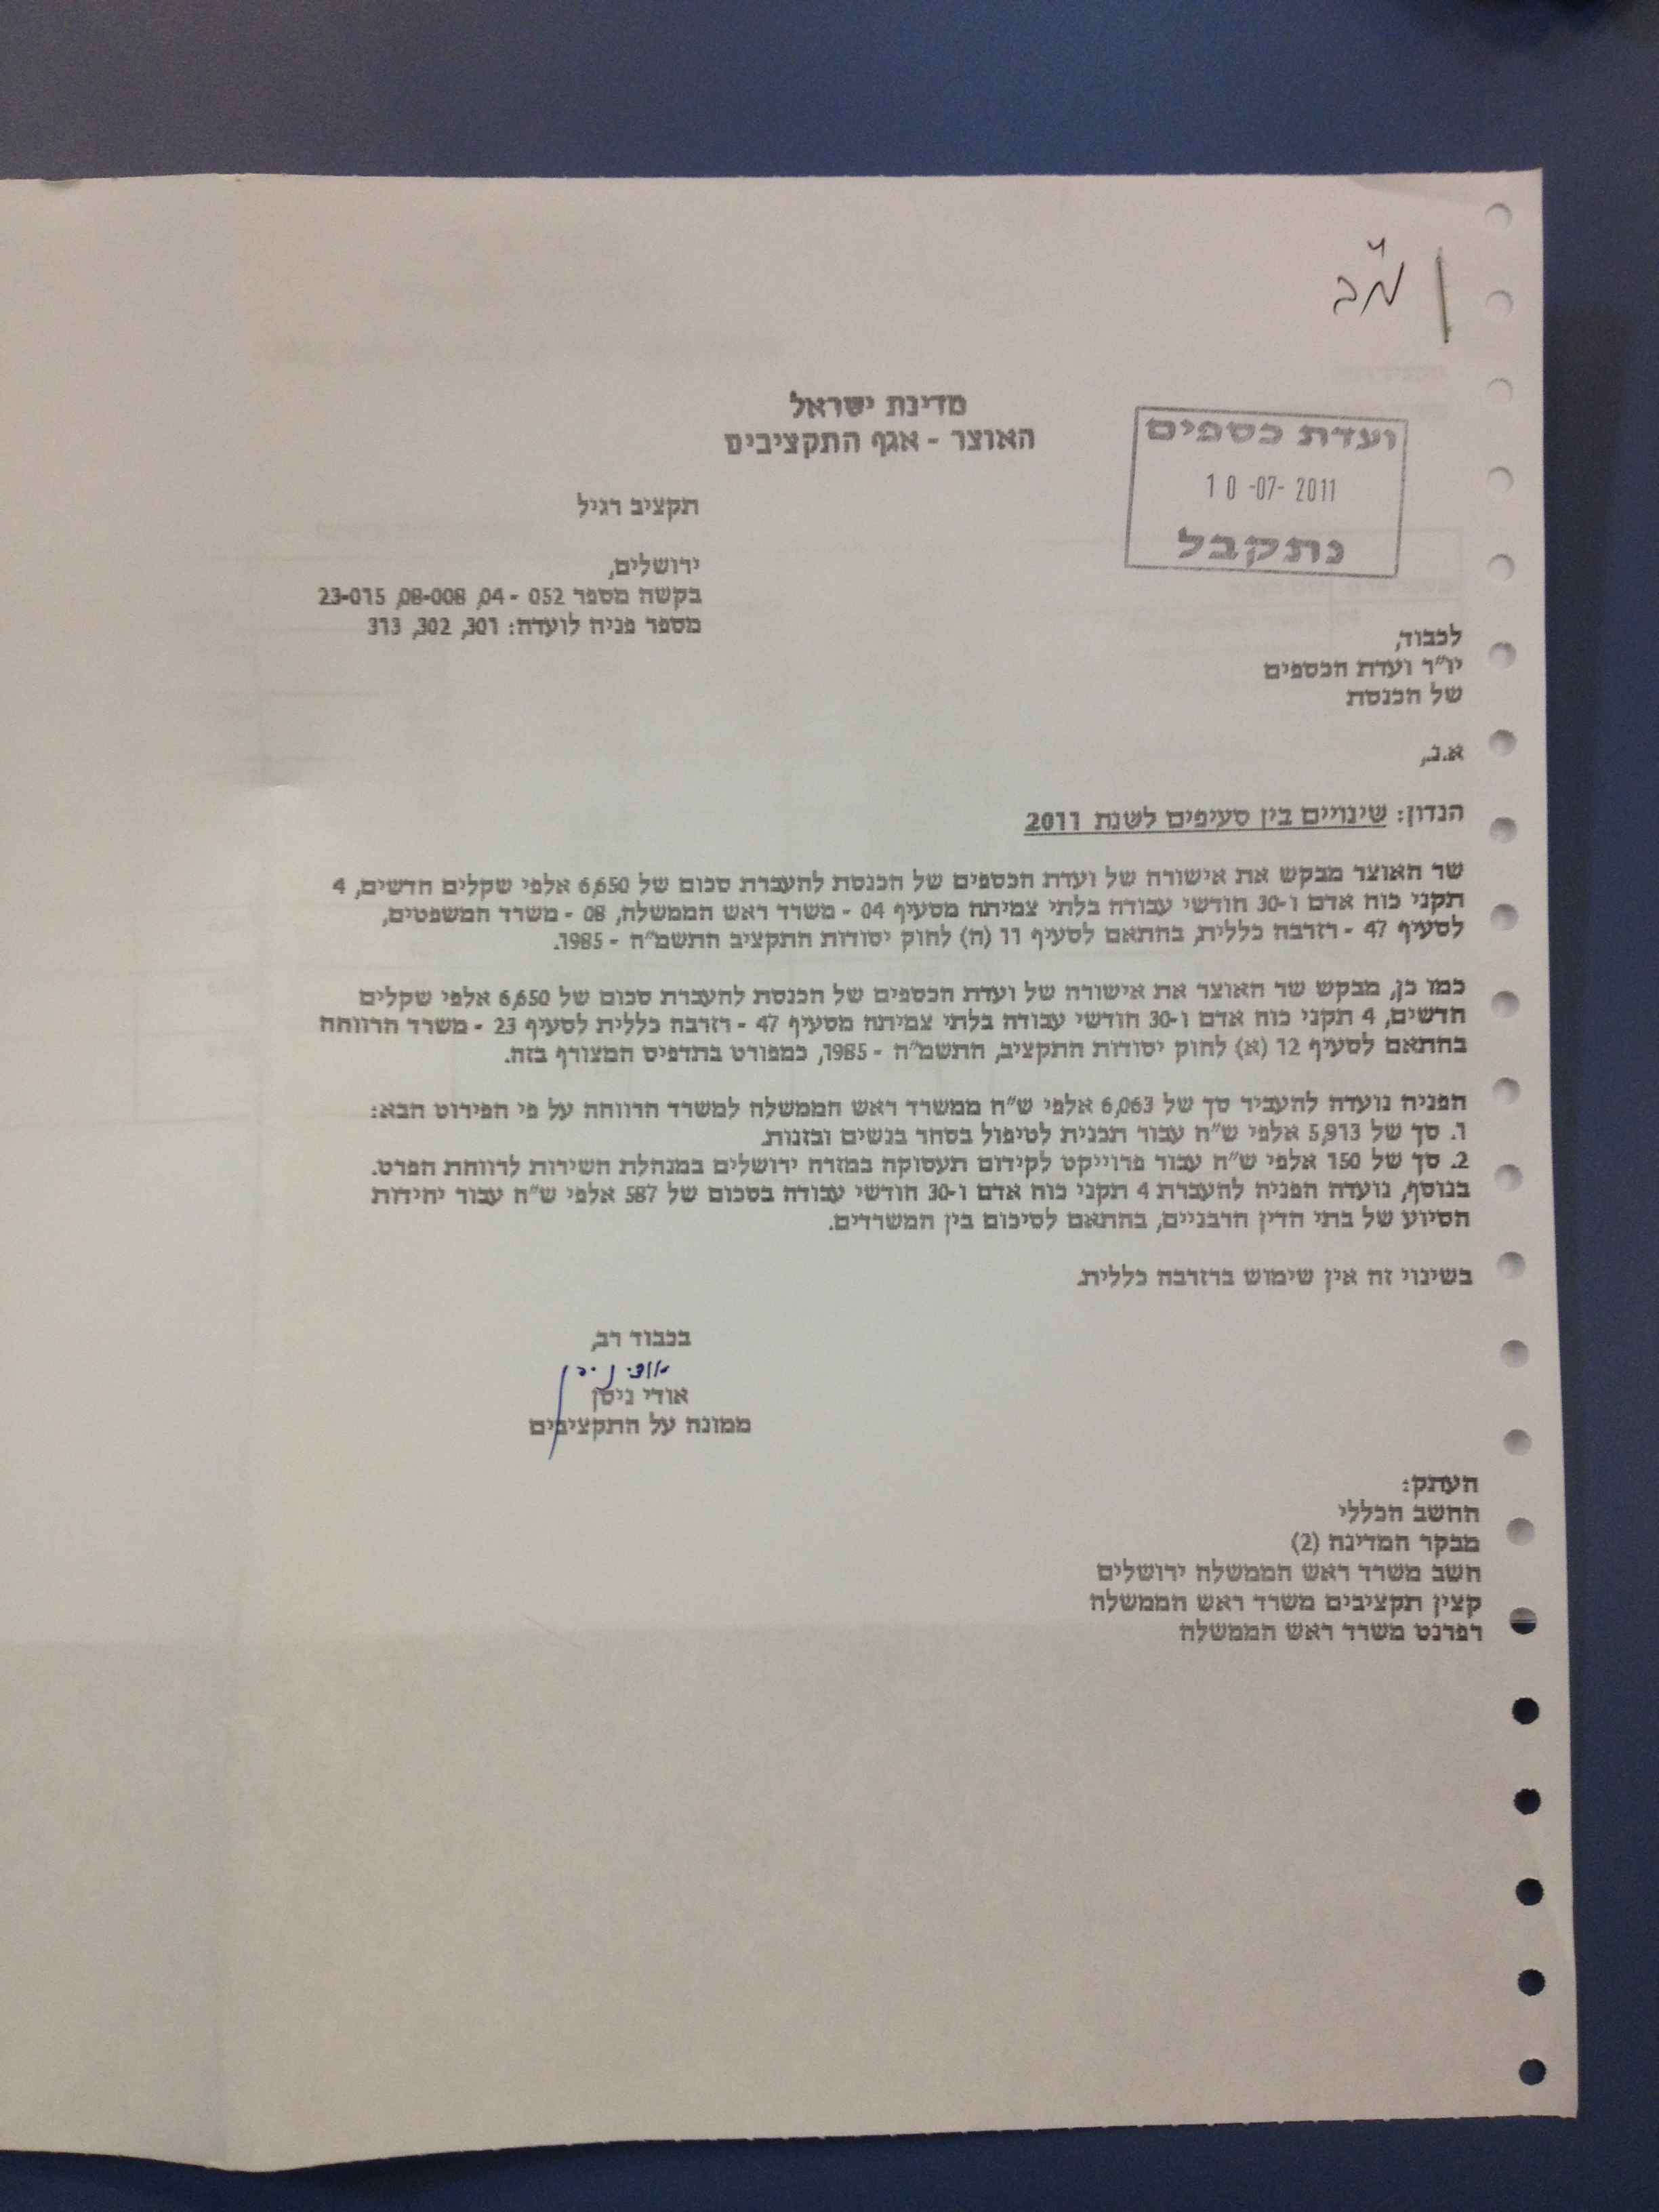 מ"ב
מדינת ישראל
האוצר - אגף התקציבים
ועדת כספים
10 -07- 2011
נתקבל
תקציב רגיל
ירושלים,
בקשה מספר 052 - 04, 08-008, 23-015
מספר פניה לועדה: 301, 302, 313
לכבוד,
יו"ר ועדת הכספים
של הכנסת
א.נ.,
הנדון: שינויים בין סעיפים לשנת 2011
שר האוצר מבקש את אישורה של ועדת הכספים של הכנסת להעברת סכום של 6,650 אלפי שקלים חדשים, 4
תקני כוח אדם ו-30 חודשי עבודה בלתי צמיתה מסעיף 04 - משרד ראש הממשלה, 08 - משרד המשפטים,
לסעיף 47 - רזרבה כללית, בהתאם לסעיף 11 (ה) לחוק יסודות התקציב התשמ"ה - 1985.
כמו כן, מבקש שר האוצר את אישורה של ועדת הכספים של הכנסת להעברת סכום של 6,650 אלפי שקלים
חדשים, 4 תקני כוח אדם ו-30 חודשי עבודה בלתי צמיתה מסעיף 47 - רזרבה כללית לסעיף 23 - משרד הרווחה
בהתאם לסעיף 12 (א) לחוק יסודות התקציב, התשמ"ה - 1985, כמפורט בתדפיס המצורף בזה.
הפניה נועדה להעביר סך של 6,063 אלפי ש"ח ממשרד ראש הממשלה למשרד הרווחה על פי הפירוט הבא:
1. סך של 5,913 אלפי ש"ח עבור תכנית לטיפול בסחר בנשים ובזנות.
2. סך של 150 אלפי ש"ח עבור פרוייקט לקידום תעסוקה במזרח ירושלים במנהלת השירות לרווחת הפרט.
בנוסף, נועדה הפניה להעברת 4 תקני כוח אדם ו-30 חודשי עבודה בסכום של 587 אלפי ש"ח עבור יחידות
הסיוע של בתי הדין הרבניים, בהתאם לסיכום בין המשרדים.
בשינוי זה אין שימוש ברזרבה כללית.
בכבוד רב,
אודי ניסן
ממונה על התקציבים
העתק:
החשב הכללי
מבקר המדינה (2)
חשב משרד ראש הממשלה ירושלים
קצין תקציבים משרד ראש הממשלה
רפרנט משרד ראש הממשלה